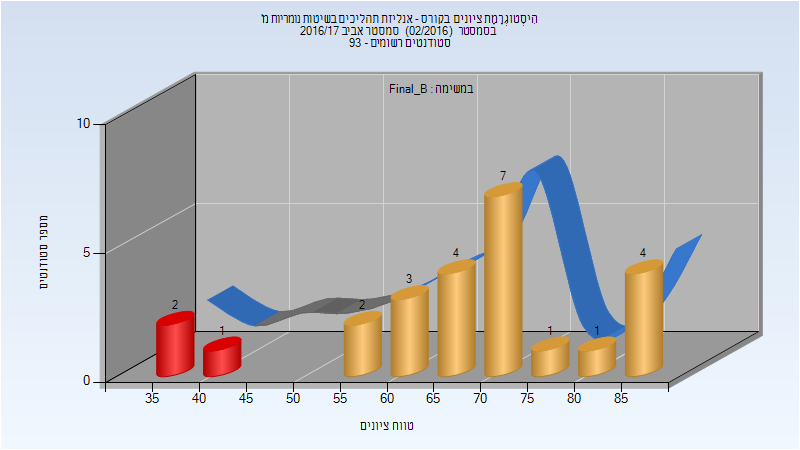 הִיסְטוֹגְרָמַת ציונים בקורס - אנליזת תהליכים בשיטות נומריות מ'
בסמסטר (02/2016) סמסטר אביב 2016/17
סטודנטים רשומים - 93
במשימה : Final_B
10
5
0
מספר סטודנטים
2
1
2
3
4
7
1
1
4
35 40 45 50 55 60 65 70 75 80 85
טווח ציונים